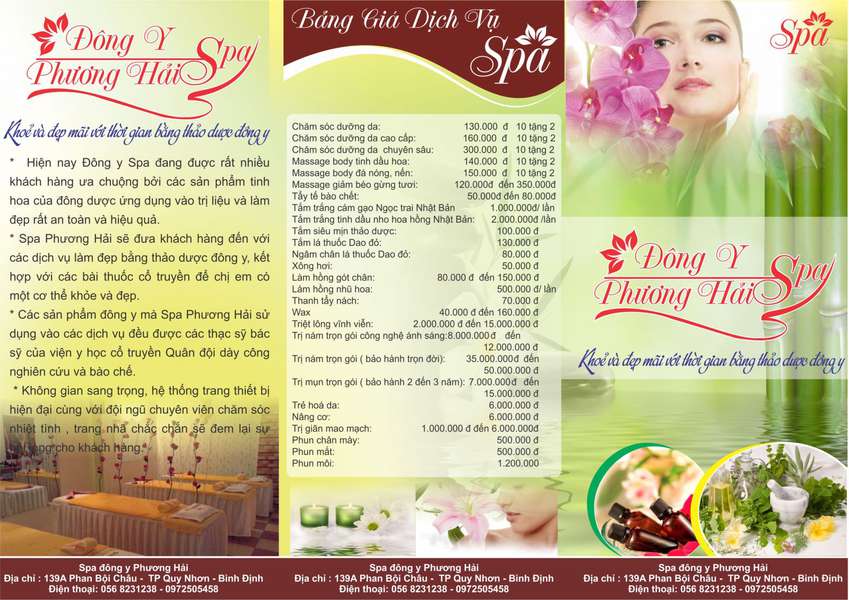 Đông Y
Phương Hải Spa
Khoẻ và đẹp mãi với thời gian bằng thảo dược đông y
* Hiện nay Đông y Spa đang được rất nhiều
khách hàng ưa chuộng bởi các sản phẩm tinh
hoa của đông dược ứng dụng vào trị liệu và làm
đẹp rất an toàn và hiệu quả.
* Spa Phương Hải sẽ đưa khách hàng đến với
các dịch vụ làm đẹp bằng thảo dược đông y, kết
hợp với các bài thuốc cổ truyền để chị em có
một cơ thể khỏe và đẹp.
* Các sản phẩm đông y mà Spa Phương Hải sử
dụng vào các dịch vụ đều được các thạc sỹ bác
sỹ của viện y học cổ truyền Quân đội dày công
nghiên cứu và bào chế.
* Không gian sang trọng, hệ thống trang thiết bị
hiện đại cùng với đội ngũ chuyên viên chăm sóc
nhiệt tình , trang nhã chắc chắn sẽ đem lại sự
hài lòng cho khách hàng.
Spa đông y Phương Hải
Địa chỉ : 139A Phan Bội Châu - TP Quy Nhơn - Bình Định
Điện thoại: 056 8231238 - 0972505458
Bảng Giá Dịch Vụ
Spa
Chăm sóc dưỡng da: 130.000 đ 10 tặng 2
Chăm sóc dưỡng da cao cấp: 160.000 đ 10 tặng 2
Chăm sóc dưỡng da chuyên sâu: 300.000 đ 10 tặng 2
Massage body tinh dầu hoa: 140.000 đ 10 tặng 2
Massage body đá nóng, nến: 150.000 đ 10 tặng 2
Massage giảm béo gừng tươi: 120.000đ đến 350.000đ
Tẩy tế bào chết: 50.000đ đến 80.000đ
Tắm trắng cám gạo Ngọc trai Nhật Bản 1.000.000đ/ lần
Tắm trắng tinh dầu nho hoa hồng Nhật Bản: 2.000.000đ /lần
Tắm siêu mịn thảo dược: 100.000 đ
Tắm lá thuốc Dao đỏ: 130.000 đ
Ngâm chân lá thuốc Dao đỏ: 80.000 đ
Xông hơi: 50.000 đ
Làm hồng gót chân: 80.000 đ đến 150.000 đ
Làm hồng nhũ hoa: 500.000 đ/ lần
Thanh tẩy nách: 70.000 đ
Wax 40.000 đ đến 160.000 đ
Triệt lông vĩnh viễn: 2.000.000 đ đến 15.000.000 đ
Trị nám trọn gói công nghệ ánh sáng:8.000.000đ đến
12.000.000 đ
Trị nám trọn gói ( bảo hành trọn đời): 35.000.000đ đến
50.000.000 đ
Trị mụn trọn gói ( bảo hành 2 đến 3 năm): 7.000.000đ đến
15.000.000 đ
Trẻ hoá da: 6.000.000 đ
Nâng cơ: 6.000.000 đ
Trị giãn mao mạch: 1.000.000 đ đến 6.000.000đ
Phun chân mày: 500.000 đ
Phun mắt: 500.000 đ
Phun môi: 1.200.000
Spa đông y Phương Hải
Địa chỉ : 139A Phan Bội Châu - TP Quy Nhơn - Bình Định
Điện thoại: 056 8231238 - 0972505458
Spa
Đông Y
Phương Hải Spa
Khoẻ và đẹp mãi với thời gian bằng thảo dược đông y
Spa đông y Phương Hải
Địa chỉ : 139A Phan Bội Châu - TP Quy Nhơn - Bình Định
Điện thoại: 056 8231238 - 0972505458